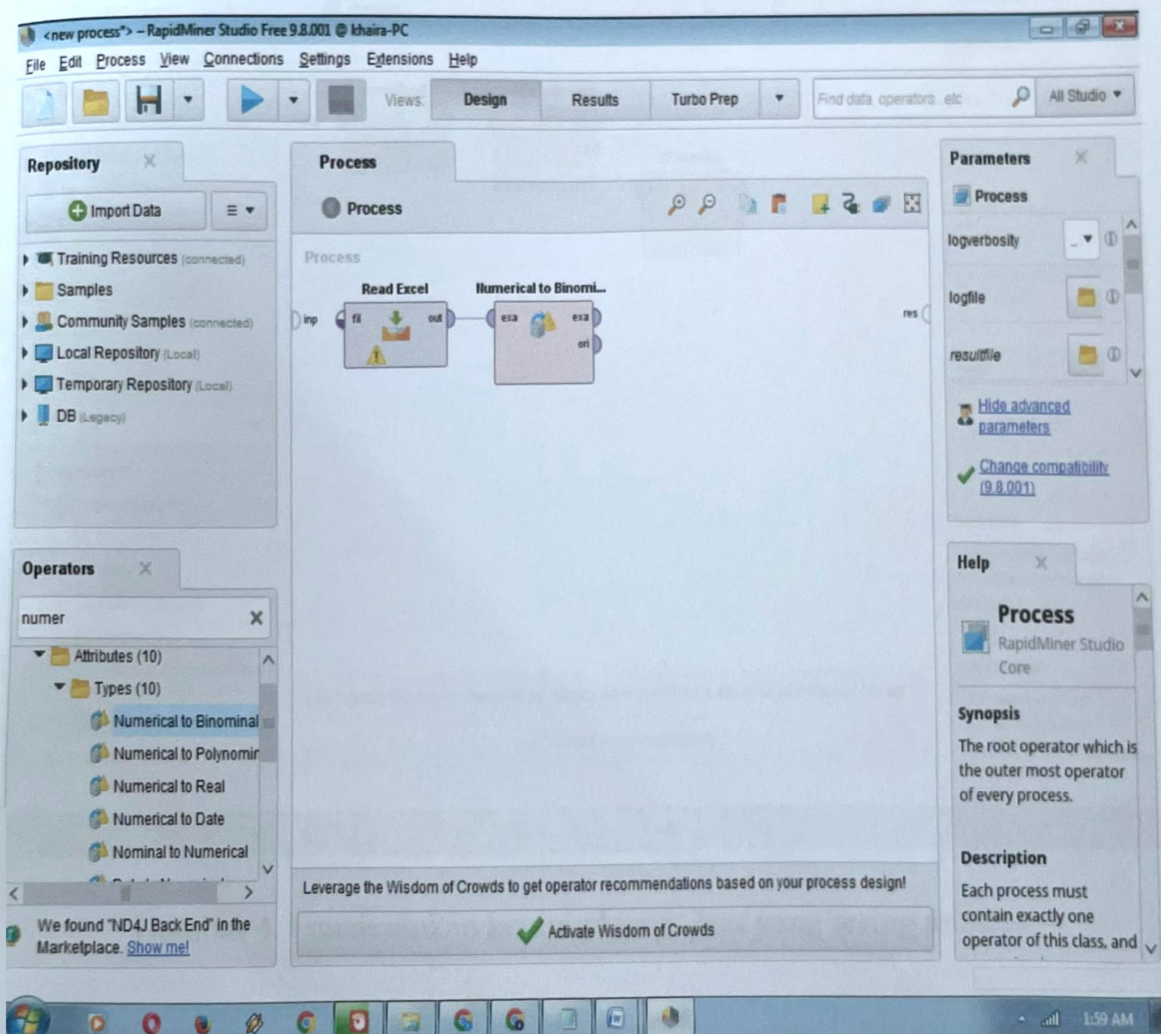 <new process*> – RapidMiner Studio Free 9.8.001 @ khaira-PC
File Edit Process View Connections Settings Extensions Help
Views: Design Results Turbo Prep Find data, operators...etc All Studio
Repository
Import Data
Training Resources (connected)
Samples
Community Samples (connected)
Local Repository (Local)
Temporary Repository (Local)
DB (Legacy)
Operators
numer
Attributes (10)
Types (10)
Numerical to Binominal
Numerical to Polynomir
Numerical to Real
Numerical to Date
Nominal to Numerical
We found "ND4J Back End" in the
Marketplace. Show me!
Process
Process
Process
Read Excel Numerical to Binomi...
inp fil out exa exa res
ori
Leverage the Wisdom of Crowds to get operator recommendations based on your process design!
Activate Wisdom of Crowds
Parameters
Process
logverbosity
logfile
resultfile
Hide advanced
parameters
Change compatibility
(9.8.001)
Help
Process
RapidMiner Studio
Core
Synopsis
The root operator which is
the outer most operator
of every process.
Description
Each process must
contain exactly one
operator of this class, and
1:59 AM